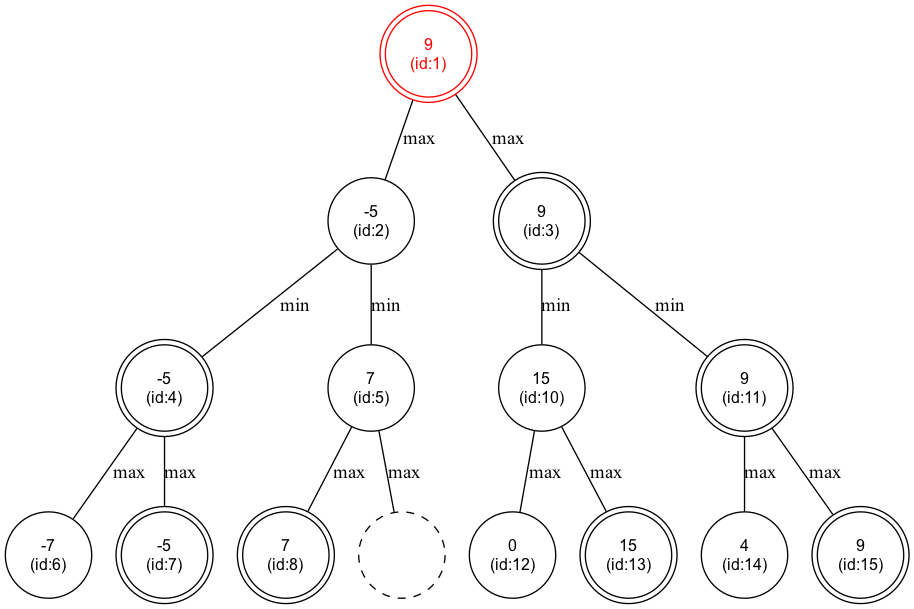 9
(id:1)
max
max
-5
(id:2)
9
(id:3)
min
min
min
min
-5
(id:4)
7
(id:5)
15
(id:10)
9
(id:11)
max
max
max
max
max
max
max
max
-7
(id:6)
-5
(id:7)
7
(id:8)
0
(id:12)
15
(id:13)
4
(id:14)
9
(id:15)